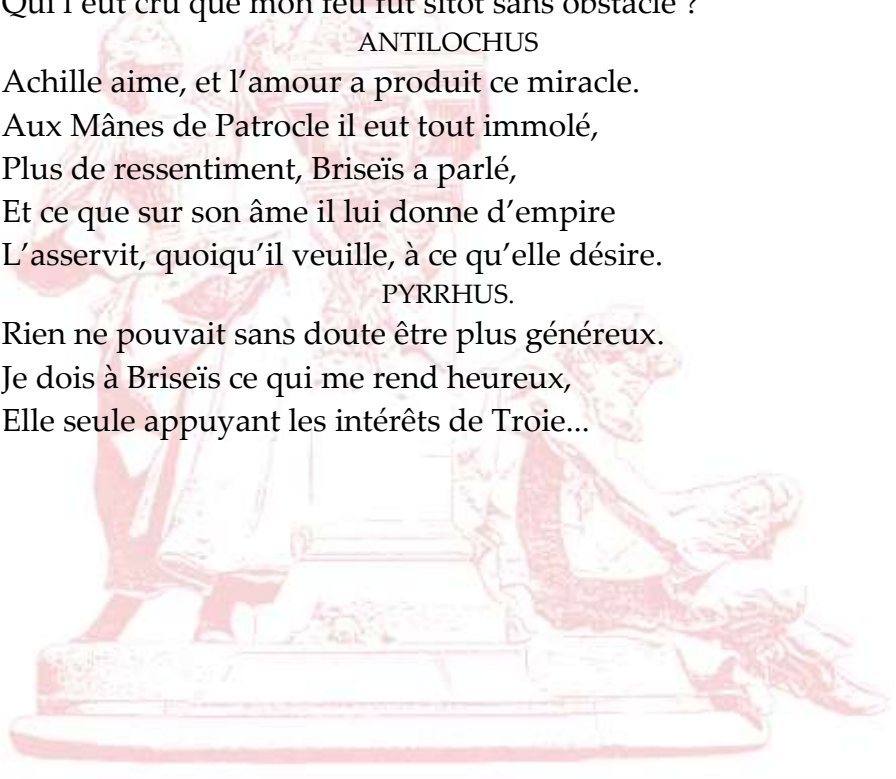 Qui l'eut cru que mon feu fut sitôt sans obstacle ?
ANTILOCHUS
Achille aime, et l'amour a produit ce miracle.
Aux Mânes de Patrocle il eut tout immolé,
Plus de ressentiment, Briseïs a parlé,
Et ce que sur son âme il lui donne d'empire
L'asservit, quoiqu'il veuille, à ce qu'elle désire.
PYRRHUS.
Rien ne pouvait sans doute être plus généreux.
Je dois à Briseïs ce qui me rend heureux,
Elle seule appuyant les intérêts de Troie...